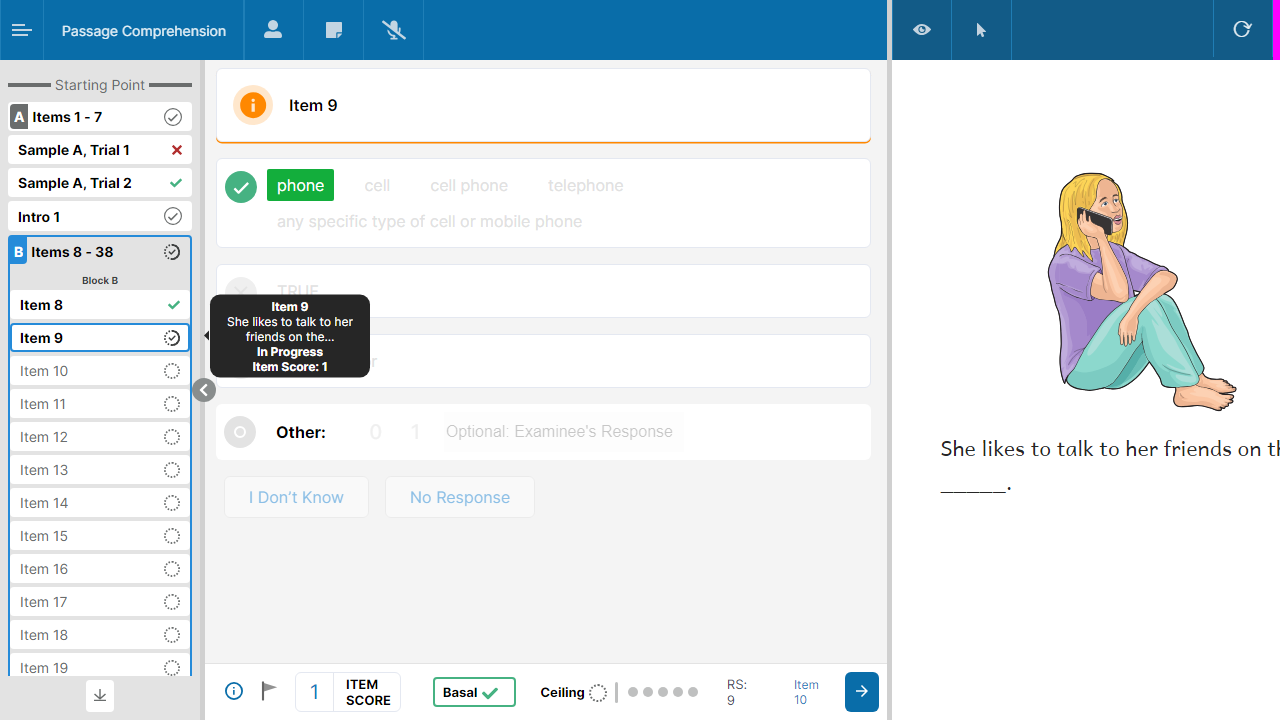 Passage Comprehension
Starting Point
A Items 1 - 7
Sample A, Trial 1
Sample A, Trial 2
Intro 1
B Items 8 - 38
Block B
Item 8
Item 9
Item 10
Item 11
Item 12
Item 13
Item 14
Item 15
Item 16
Item 17
Item 18
Item 19
Item 9
phone cell cell phone telephone
any specific type of cell or mobile phone
TRUE
Item 9
She likes to talk to her
friends on the...
In Progress
Item Score: 1
Other: 0 1 Optional: Examinee's Response
I Don’t Know No Response
1 ITEM
SCORE
Basal
Ceiling
RS:
9
Item
10
She likes to talk to her friends on th
_____.